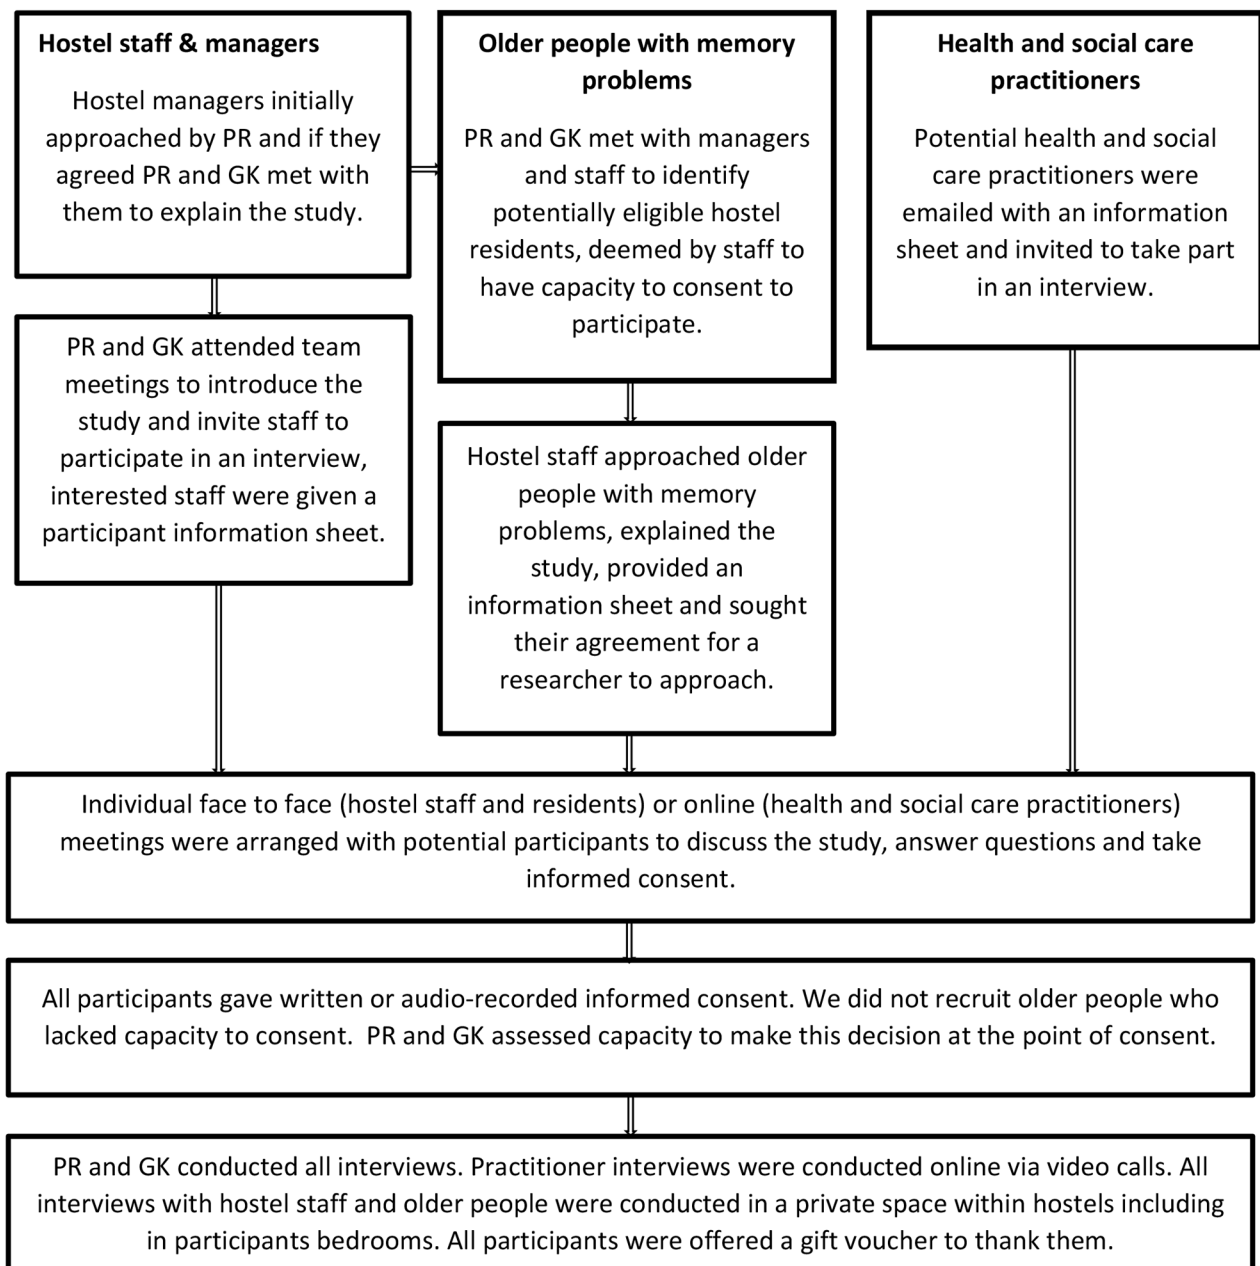 Hostel staff & managers
Hostel managers initially
approached by PR and if they
agreed PR and GK met with
them to explain the study.
PR and GK attended team
meetings to introduce the
study and invite staff to
participate in an interview,
interested staff were given a
participant information sheet.
Older people with memory
problems
PR and GK met with managers
and staff to identify
potentially eligible hostel
residents, deemed by staff to
have capacity to consent to
participate.
Hostel staff approached older
people with memory
problems, explained the
study, provided an
information sheet and sought
their agreement for a
researcher to approach.
Health and social care
practitioners
Potential health and social
care practitioners were
emailed with an information
sheet and invited to take part
in an interview.
Individual face to face (hostel staff and residents) or online (health and social care practitioners)
meetings were arranged with potential participants to discuss the study, answer questions and take
informed consent.
All participants gave written or audio-recorded informed consent. We did not recruit older people who
lacked capacity to consent.  PR and GK assessed capacity to make this decision at the point of consent.
PR and GK conducted all interviews. Practitioner interviews were conducted online via video calls. All
interviews with hostel staff and older people were conducted in a private space within hostels including
in participants bedrooms. All participants were offered a gift voucher to thank them.